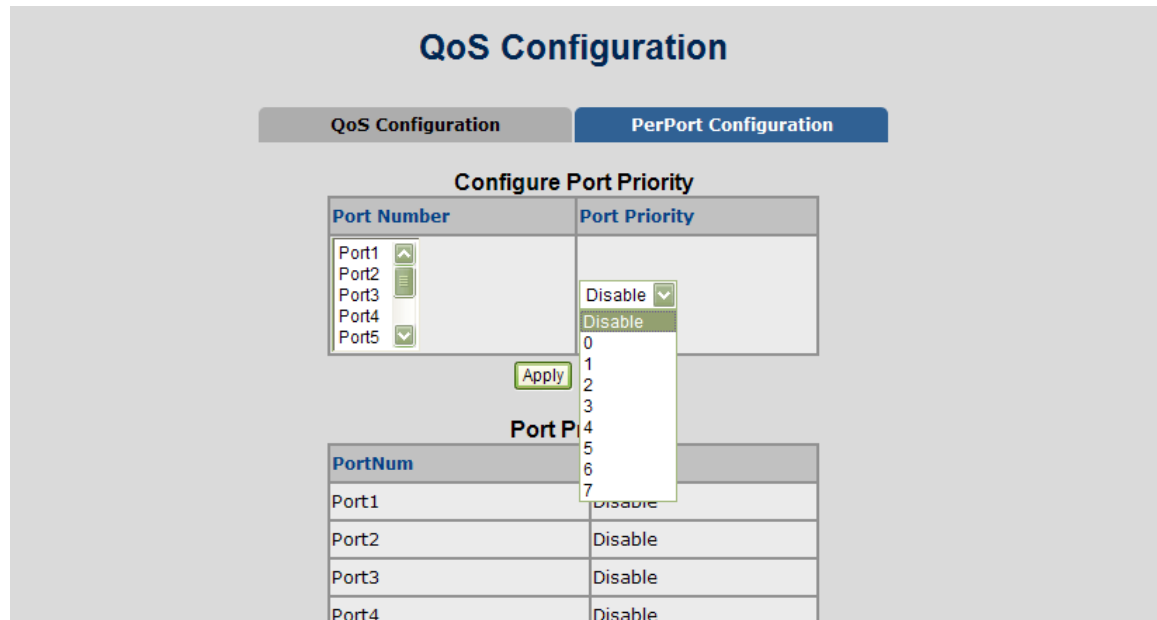 QoS Configuration
QoS Configuration PerPort Configuration
Configure Port Priority
Port Number Port Priority
Port1
Port2
Port3
Port4
Port5
Disable
Disable
0
1
2
3
4
5
6
7
Apply
Port
PortNum
Port1 Disable
Port2 Disable
Port3 Disable
Port4 Disable